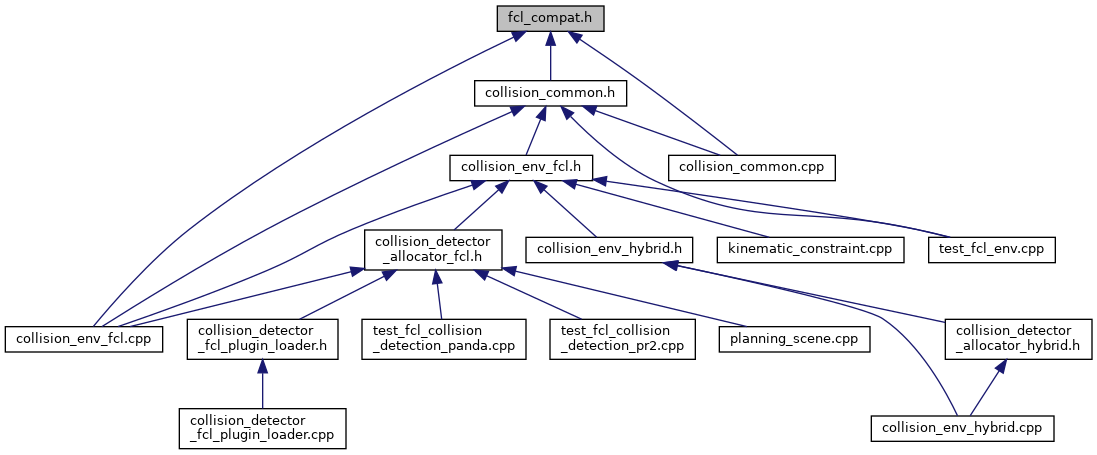 fcl_compat.h
collision_common.h
collision_env_fcl.h
collision_common.cpp
collision_detector
_allocator_fcl.h
collision_env_hybrid.h
kinematic_constraint.cpp
test_fcl_env.cpp
collision_env_fcl.cpp
collision_detector
_fcl_plugin_loader.h
test_fcl_collision
_detection_panda.cpp
test_fcl_collision
_detection_pr2.cpp
planning_scene.cpp
collision_detector
_allocator_hybrid.h
collision_detector
_fcl_plugin_loader.cpp
collision_env_hybrid.cpp